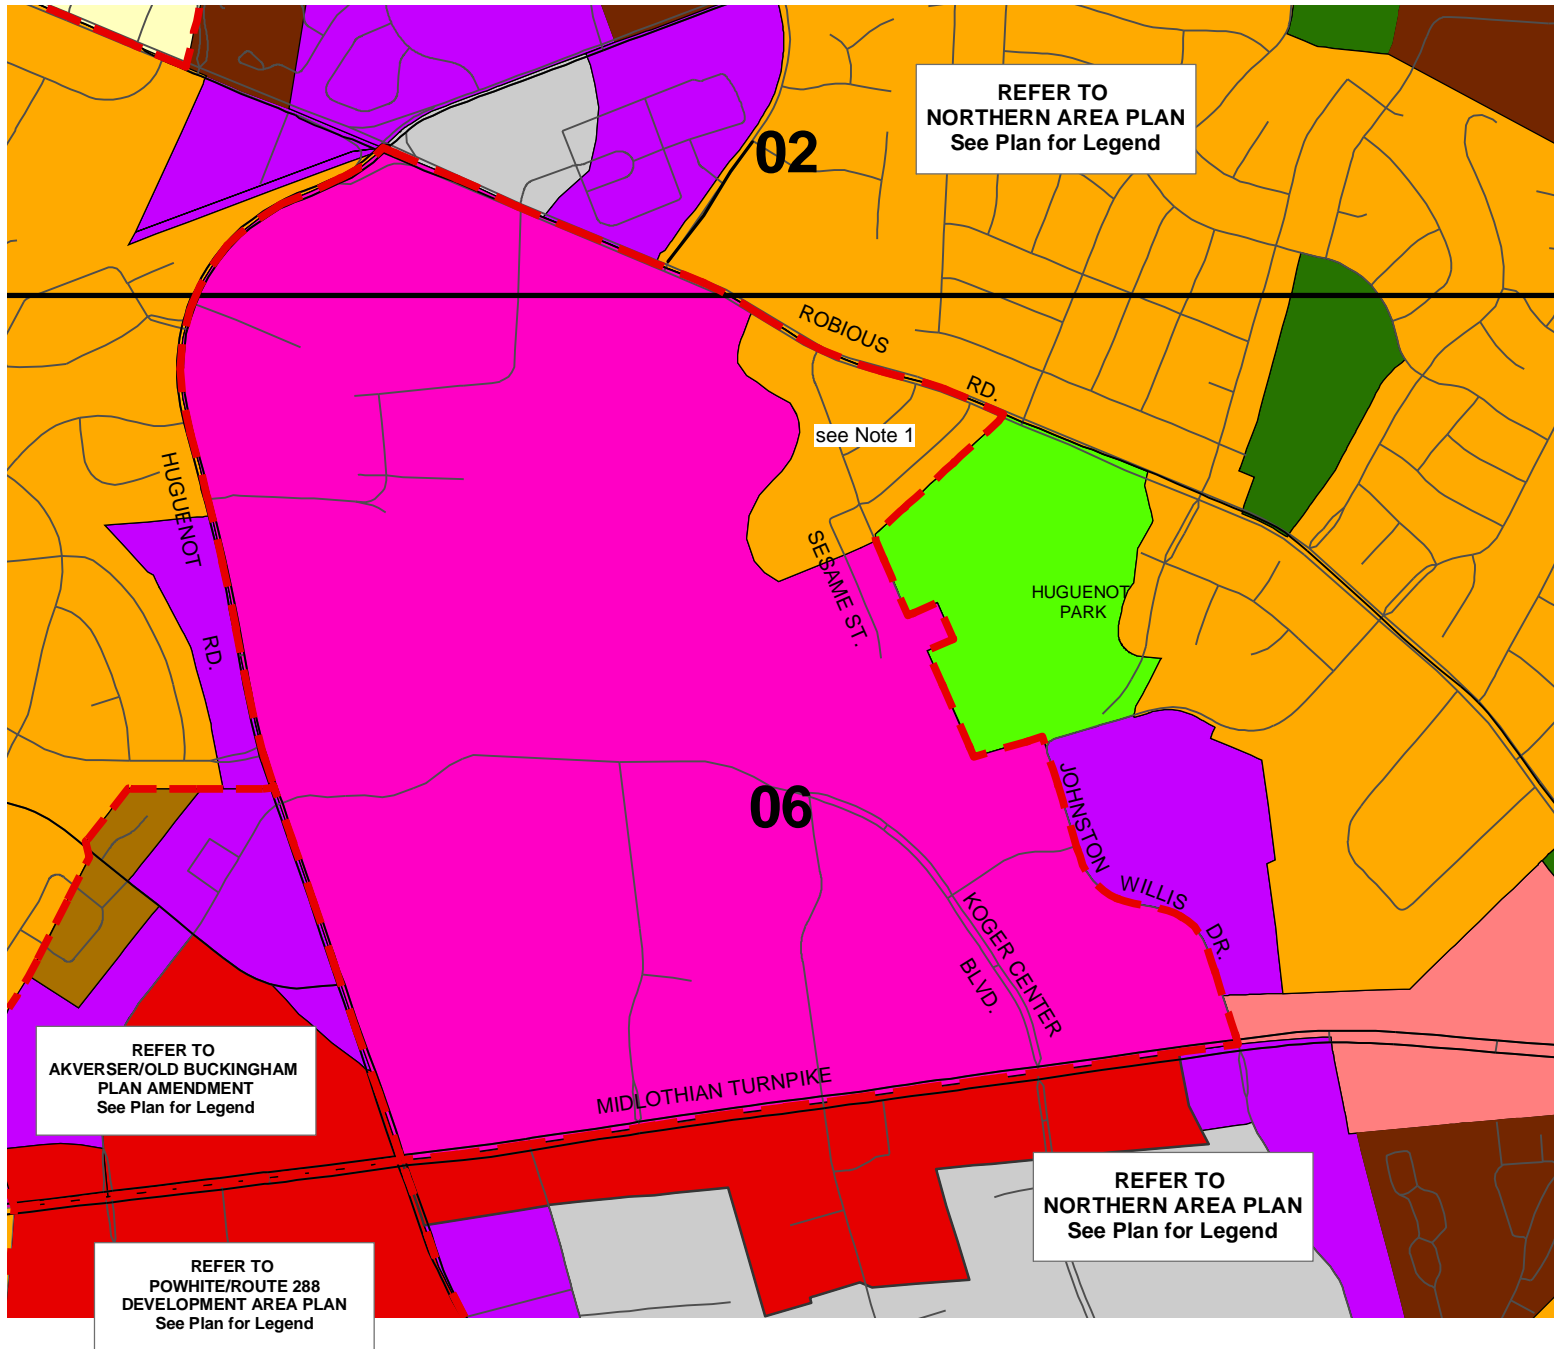 REFER TO
NORTHERN AREA PLAN
See Plan for Legend
02
ROBIOUS
RD.
see Note 1
HUGUENOT
RD.
SESAME ST.
HUGUENOT
PARK
06
JOHNSTON
WILLIS
DR.
KOGER CENTER
BLVD.
MIDLOTHIAN TURNPIKE
REFER TO
AKVERSER/OLD BUCKINGHAM
PLAN AMENDMENT
See Plan for Legend
REFER TO
NORTHERN AREA PLAN
See Plan for Legend
REFER TO
POWHITE/ROUTE 288
DEVELOPMENT AREA PLAN
See Plan for Legend